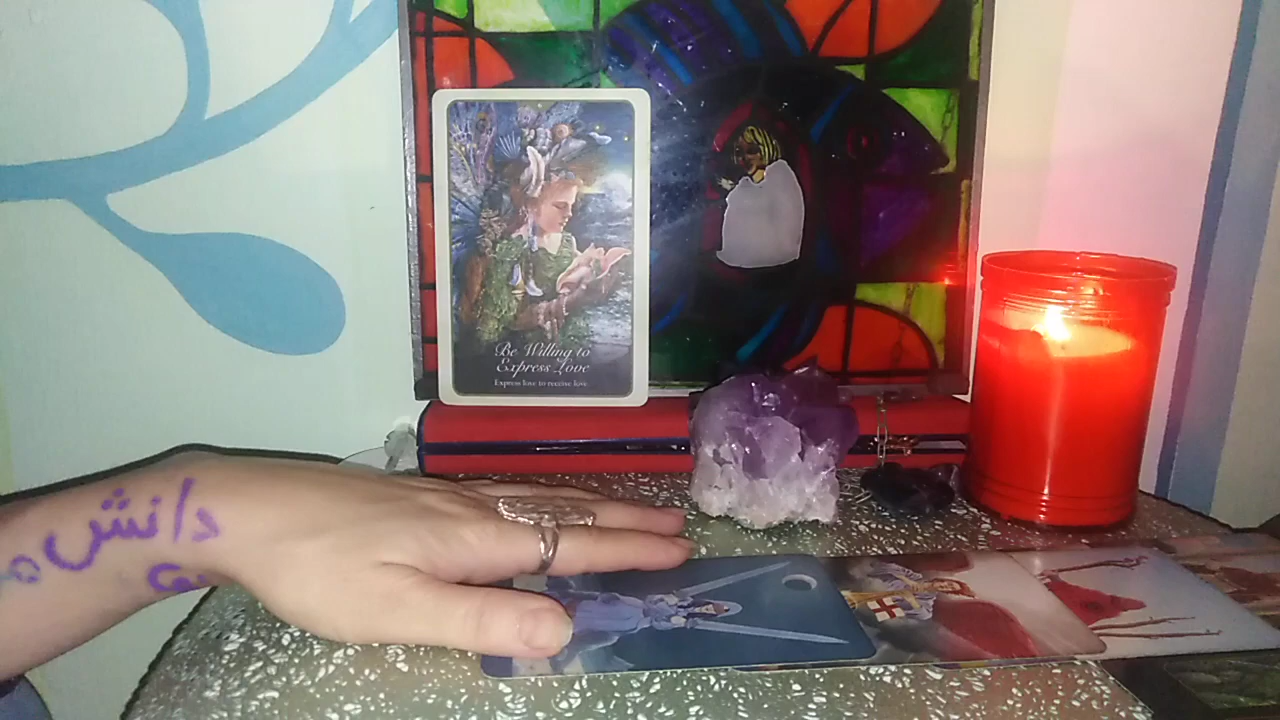 Be Willing to
Express Love
Express love to receive love
دانش